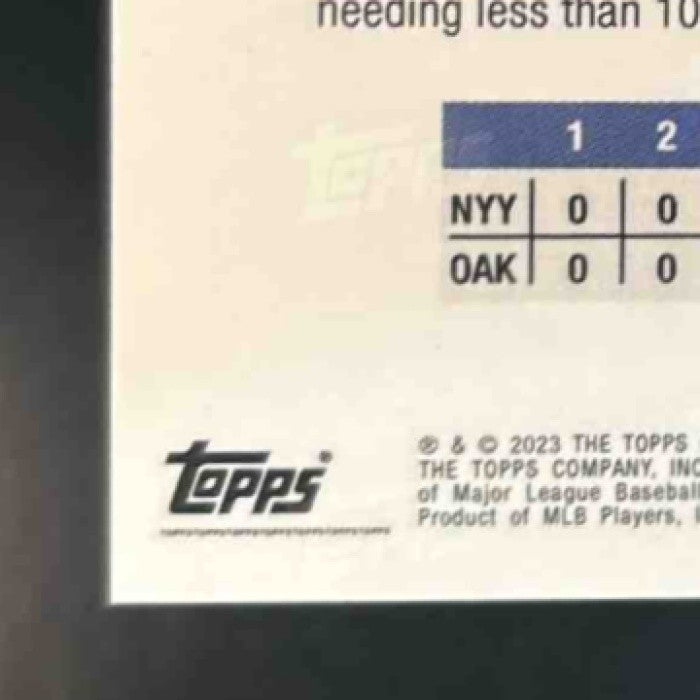 needing less than 10
1 2
NYY 0 0
OAK 0 0
Topps®
℗ & © 2023 THE TOPPS
THE TOPPS COMPANY, INC
of Major League Baseball
Product of MLB Players,